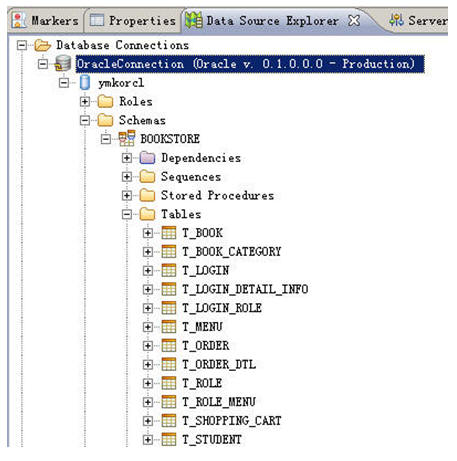 Markers Properties Data Source Explorer Server
Database Connections
OracleConnection (Oracle v. 0.1.0.0.0 - Production)
ymkorcl
Roles
Schemas
BOOKSTORE
Dependencies
Sequences
Stored Procedures
Tables
T_BOOK
T_BOOK_CATEGORY
T_LOGIN
T_LOGIN_DETAIL_INFO
T_LOGIN_ROLE
T_MENU
T_ORDER
T_ORDER_DTL
T_ROLE
T_ROLE_MENU
T_SHOPPING_CART
T_STUDENT